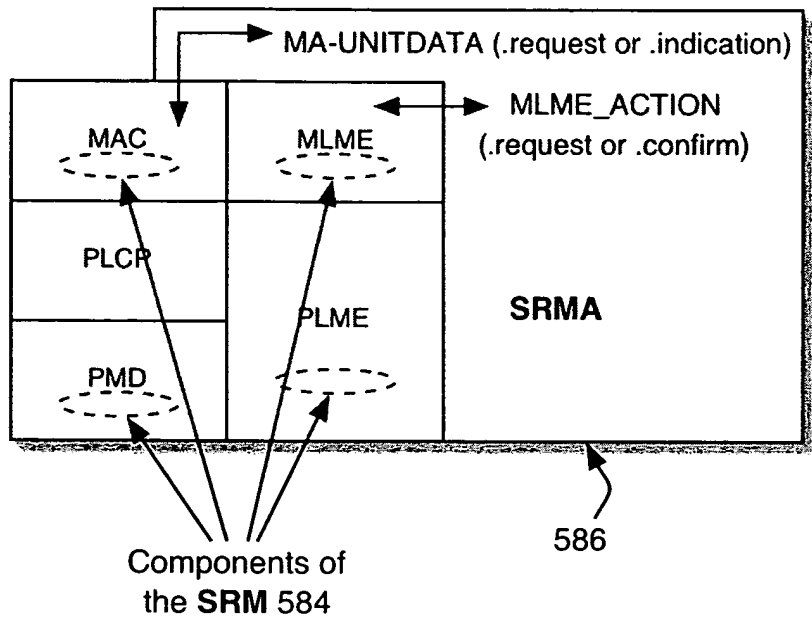 MA-UNITDATA (.request or .indication)
MAC
MLME
MLME_ACTION
(.request or .confirm)
PLCP
PLME
SRMA
PMD
586
Components of
the SRM 584